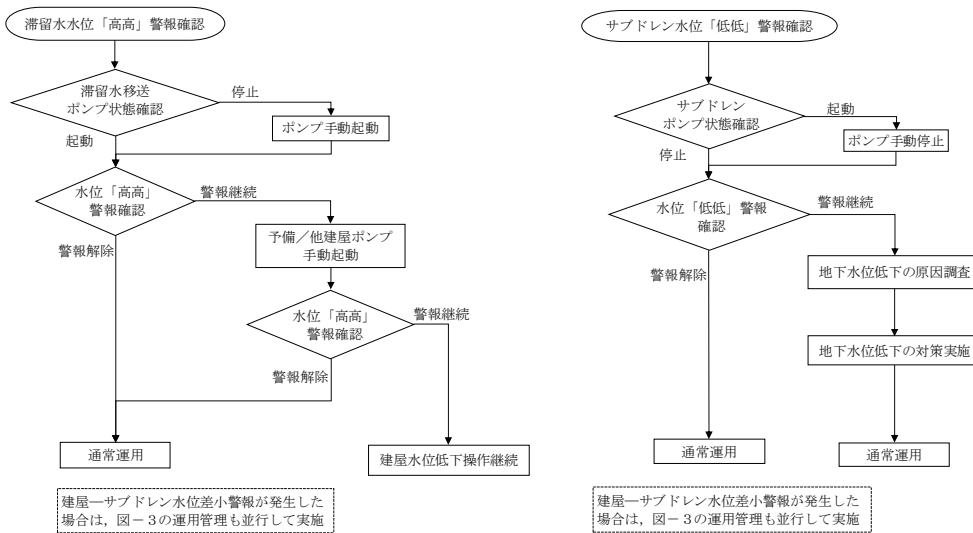 滞留水水位「高高」警報確認
滞留水移送
ポンプ状態確認
停止
ポンプ手動起動
起動
水位「高高」
警報確認
警報継続
予備／他建屋ポンプ
手動起動
警報解除
水位「高高」
警報確認
警報継続
警報解除
通常運用
建屋水位低下操作継続
建屋―サブドレン水位差小警報が発生した
場合は，図－３の運用管理も並行して実施
サブドレン水位「低低」警報確認
サブドレン
ポンプ状態確認
起動
ポンプ手動停止
停止
水位「低低」警報
確認
警報継続
地下水位低下の原因調査
警報解除
地下水位低下の対策実施
通常運用
通常運用
建屋―サブドレン水位差小警報が発生した
場合は，図－３の運用管理も並行して実施